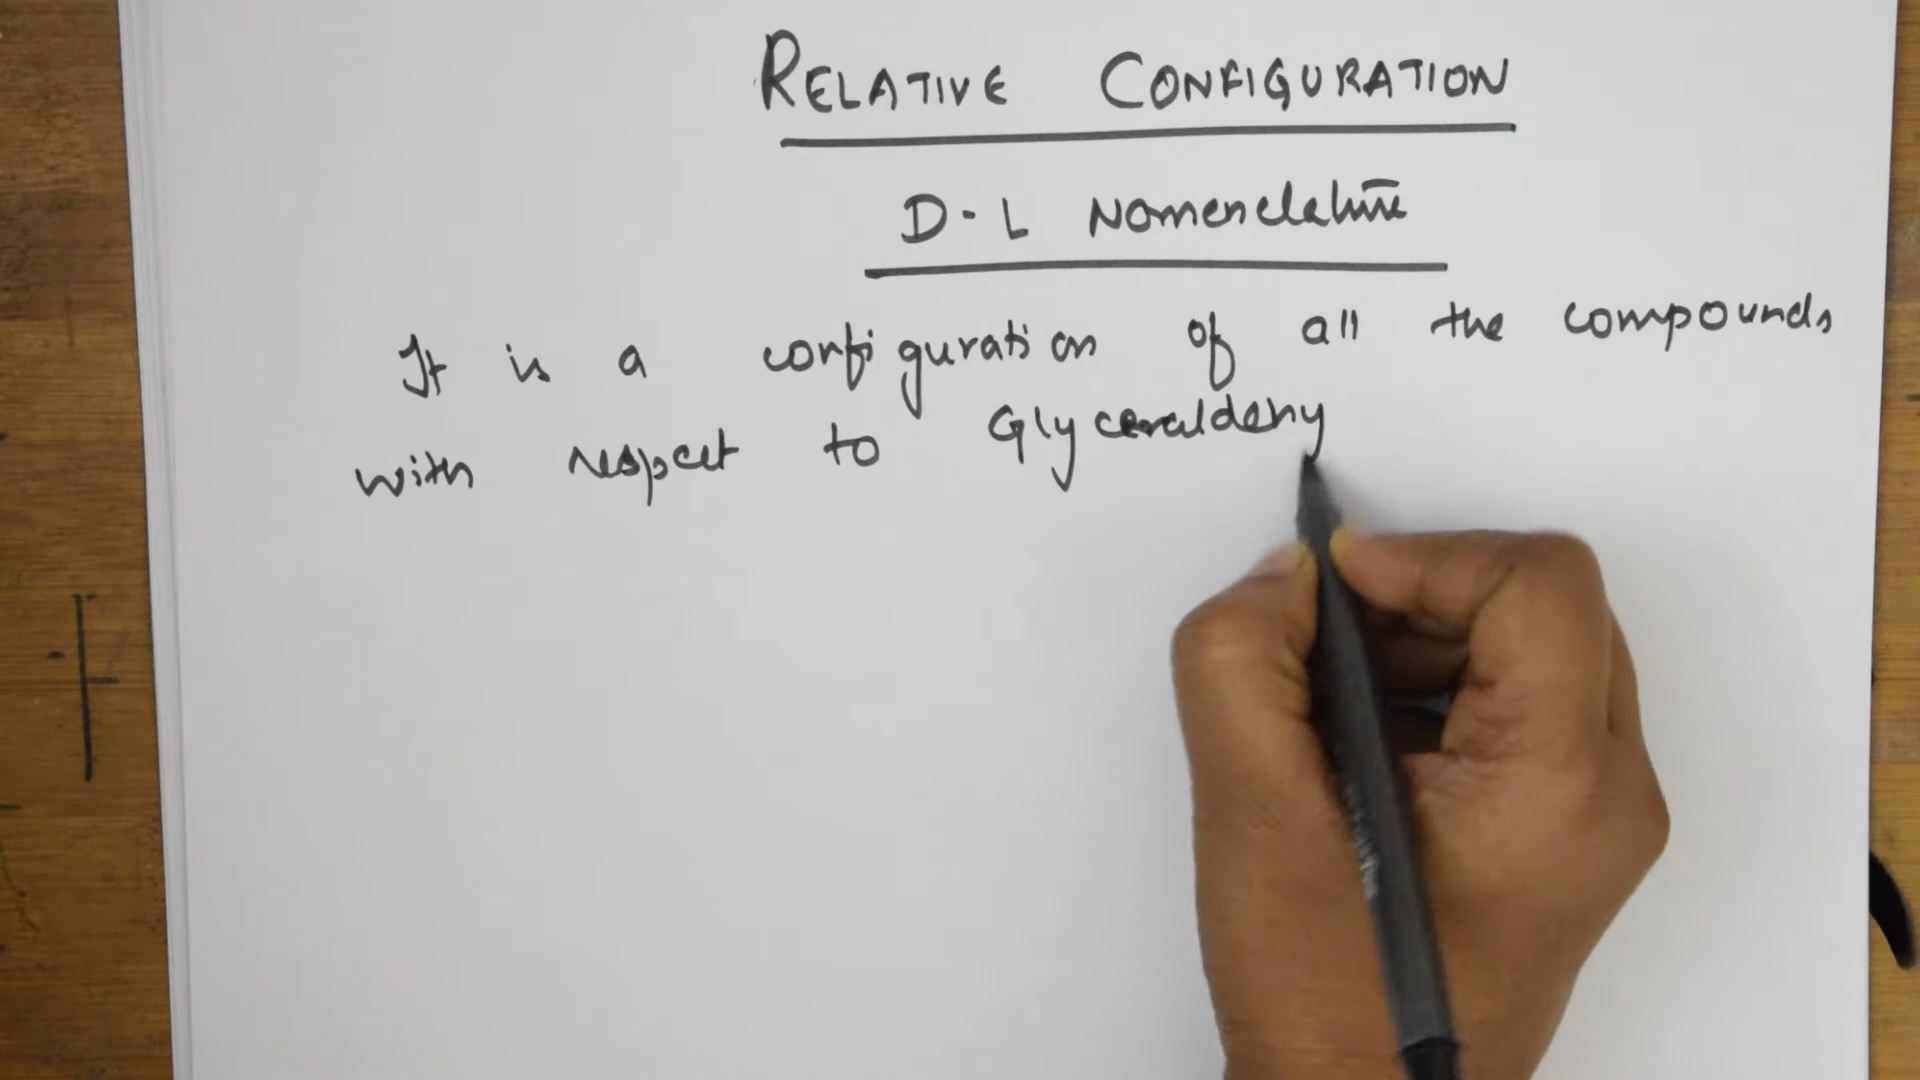 RELATIVE CONFIGURATION
D-L Nomenclature
It is a configuration of all the compounds
with respect to Glyceraldehy